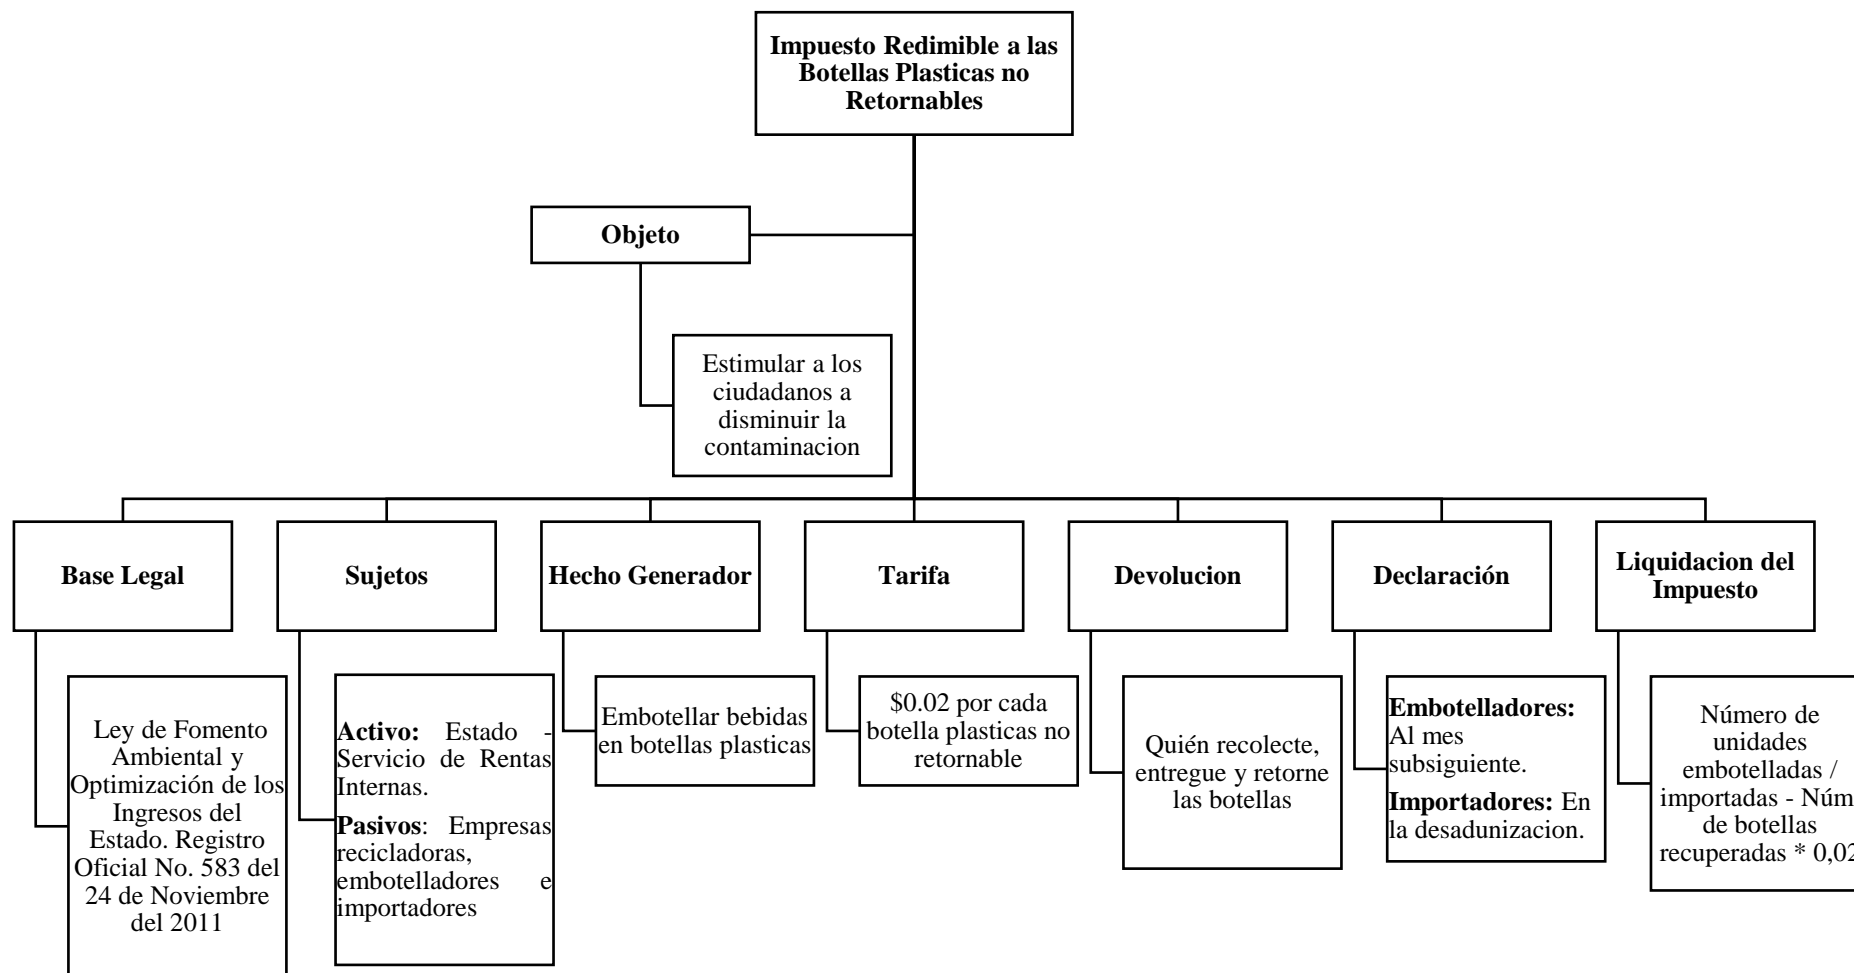 Impuesto Redimible a las
Botellas Plasticas no
Retornables
Objeto
Estimular a los
ciudadanos a
disminuir la
contaminacion
Base Legal
Sujetos
Hecho Generador
Tarifa
Devolucion
Declaración
Liquidacion del
Impuesto
Ley de Fomento
Ambiental y
Optimización de los
Ingresos del
Estado. Registro
Oficial No. 583 del
24 de Noviembre
del 2011
Activo: Estado -
Servicio de Rentas
Internas.
Pasivos: Empresas
recicladoras,
embotelladores e
importadores
Embotellar bebidas
en botellas plasticas
$0.02 por cada
botella plasticas no
retornable
Quién recolecte,
entregue y retorne
las botellas
Embotelladores:
Al mes
subsiguiente.
Importadores: En
la desadunizacion.
Número de
unidades
embotelladas /
importadas -
de botellas
recuperadas * 0,02